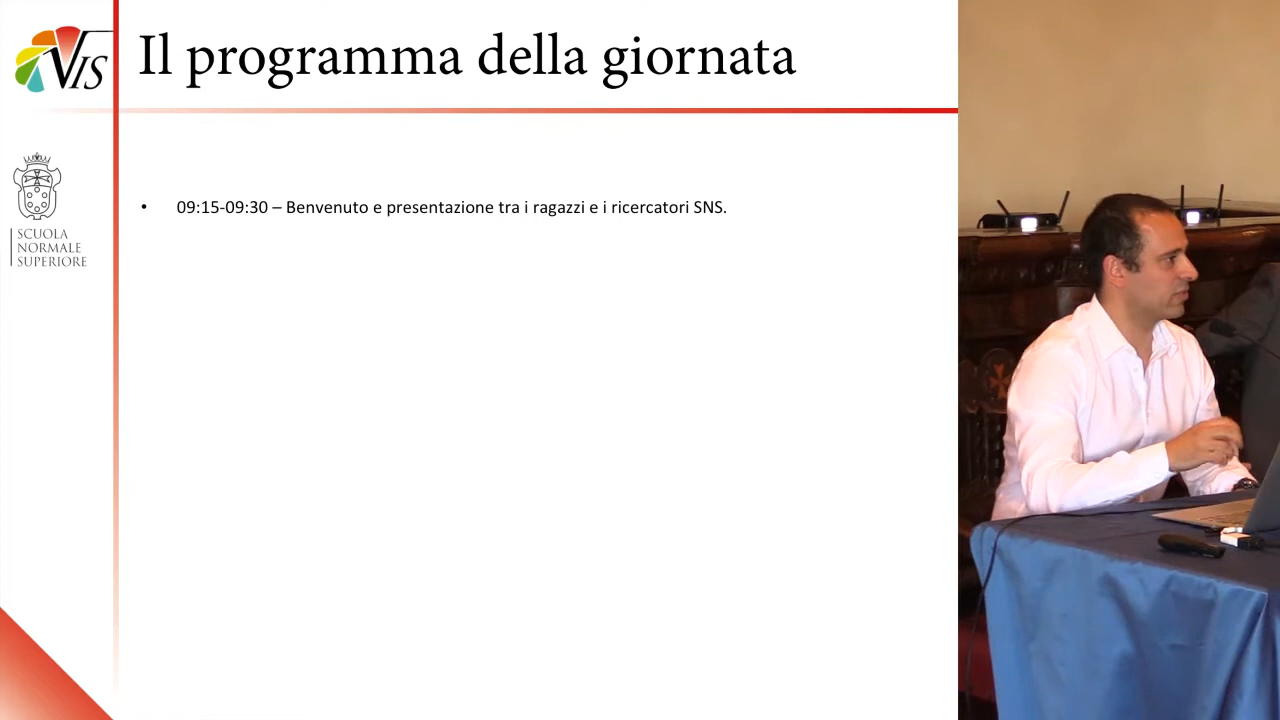 Il programma della giornata
VIS
SCUOLA
NORMALE
SUPERIORE
• 09:15-09:30 – Benvenuto e presentazione tra i ragazzi e i ricercatori SNS.